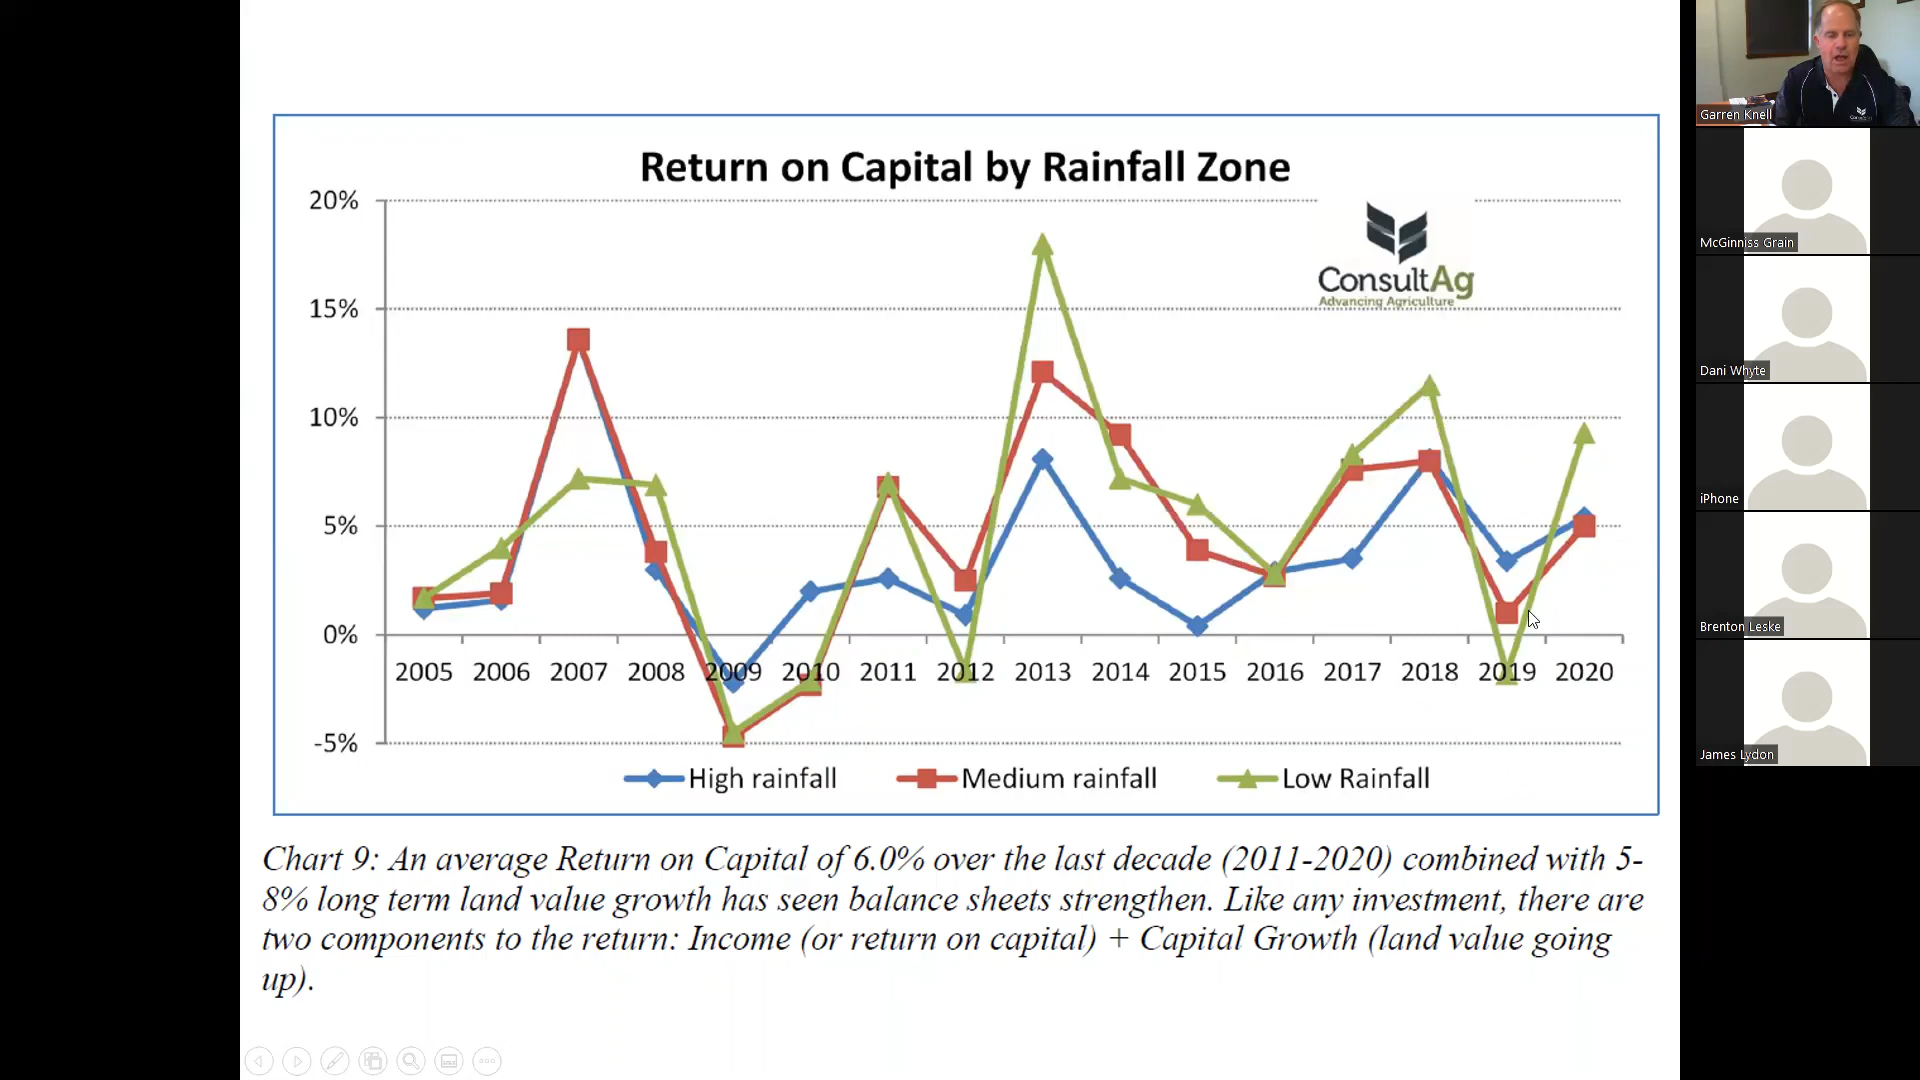 Return on Capital by Rainfall Zone
20%
15%
10%
5%
0%
-5%
ConsultAg
Advancing Agriculture
2005 2006 2007 2008 2009 2010 2011 2012 2013 2014 2015 2016 2017 2018 2019 2020
High rainfall Medium rainfall Low Rainfall
Chart 9: An average Return on Capital of 6.0% over the last decade (2011-2020) combined with 5-
8% long term land value growth has seen balance sheets strengthen. Like any investment, there are
two components to the return: Income (or return on capital) + Capital Growth (land value going
up).
Garren Knell
McGinniss Grain
Dani Whyte
iPhone
Brenton Leske
James Lydon